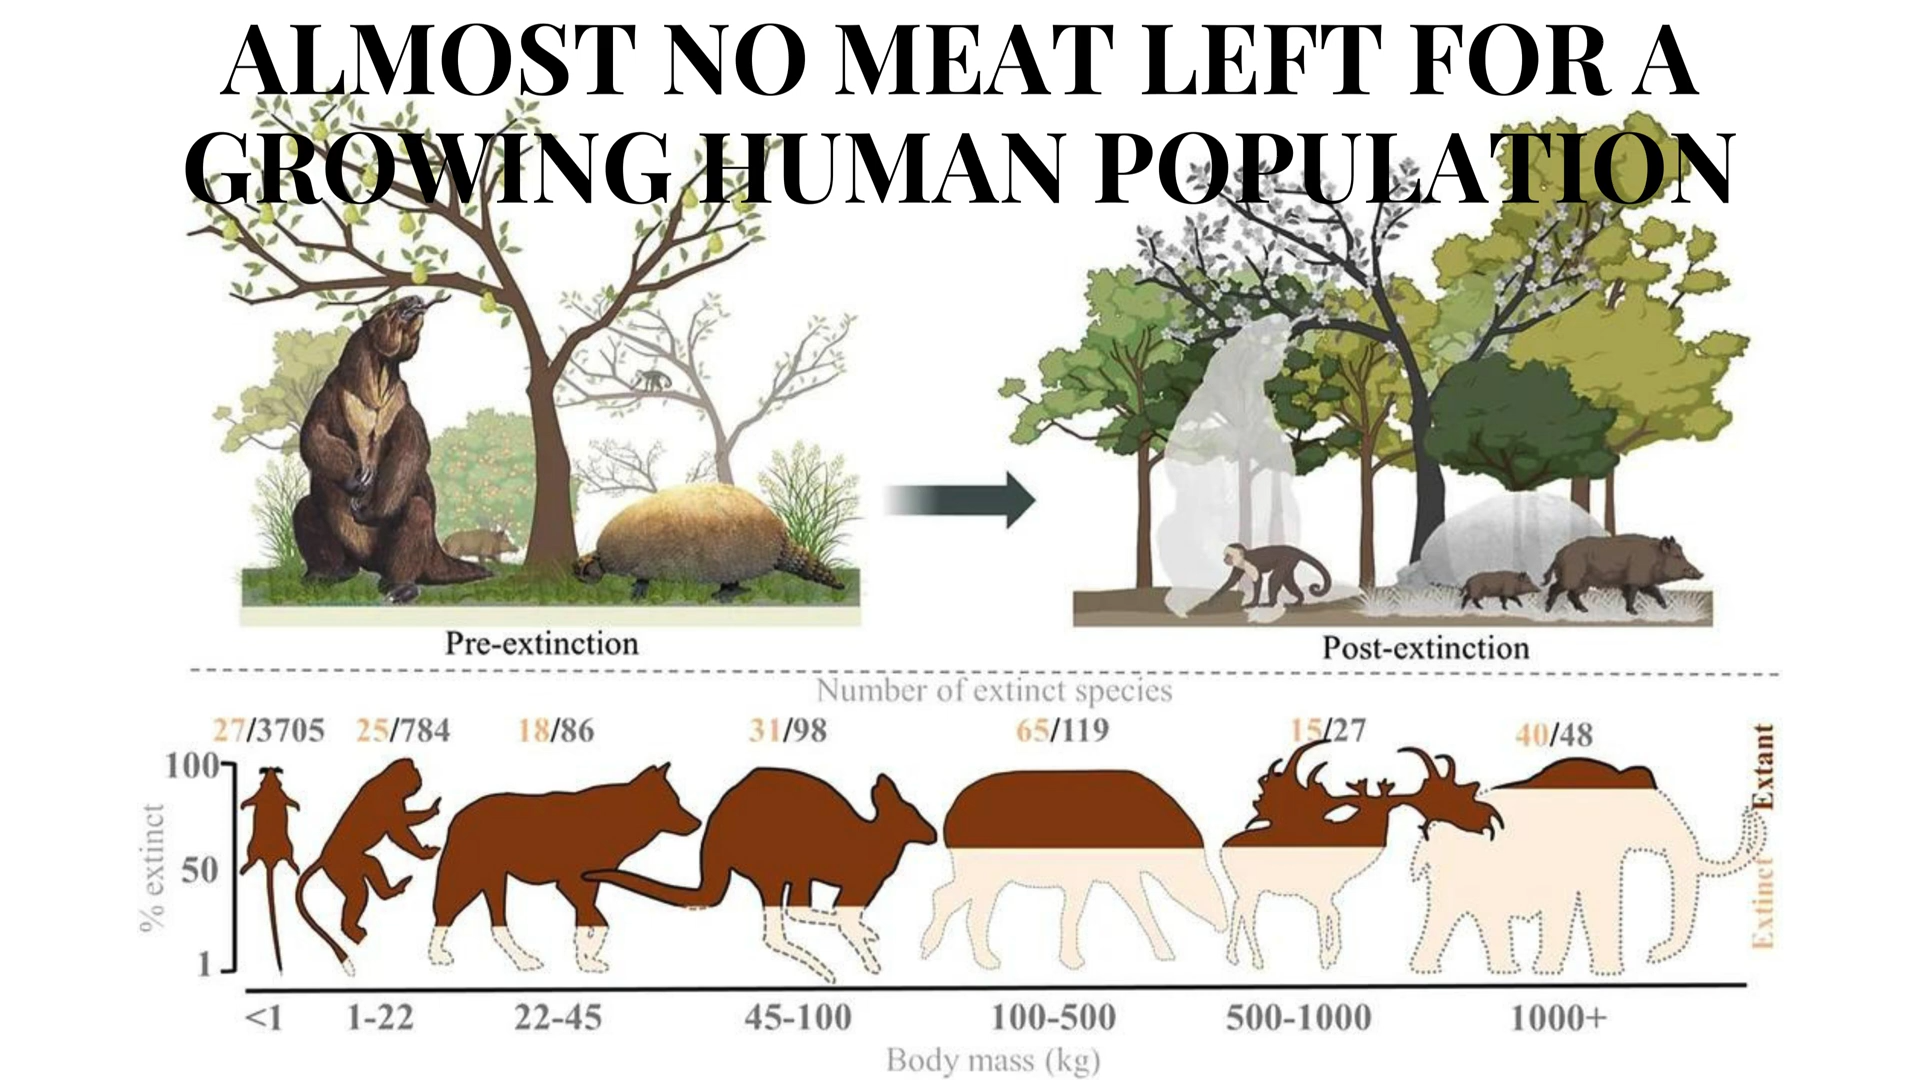 ALMOST NO MEAT LEFT FOR A
GROWING HUMAN POPULATION
Pre-extinction
Post-extinction
Number of extinct species
27/3705 25/784 18/86 31/98 65/119 15/27 40/48
100
50
1
% extinct
Extant
Extinct
<1 1-22 22-45 45-100 100-500 500-1000 1000+
Body mass (kg)